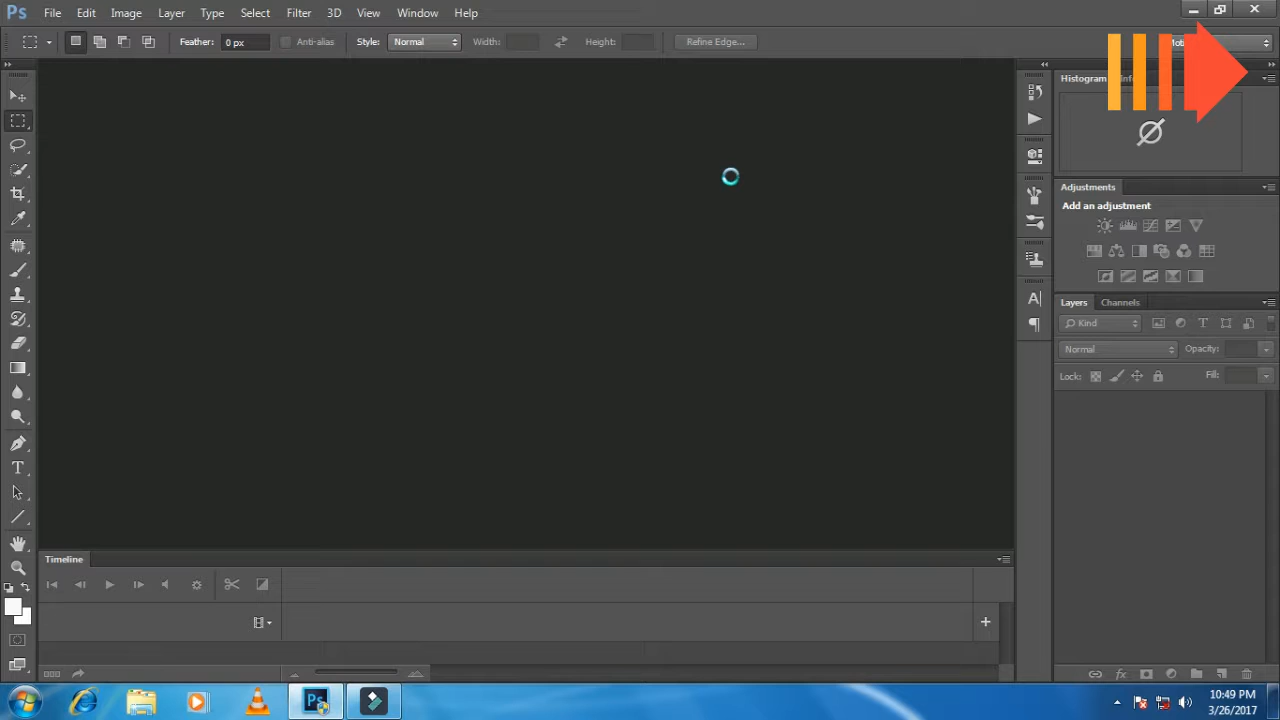 Ps File Edit Image Layer Type Select Filter 3D View Window Help
Feather: 0 px Anti-alias Style: Normal Width: Height: Refine Edge...
Histogram
Adjustments
Add an adjustment
Layers Channels
Kind
Normal Opacity:
Lock: Fill:
Timeline
Ps
10:49 PM
3/26/2017